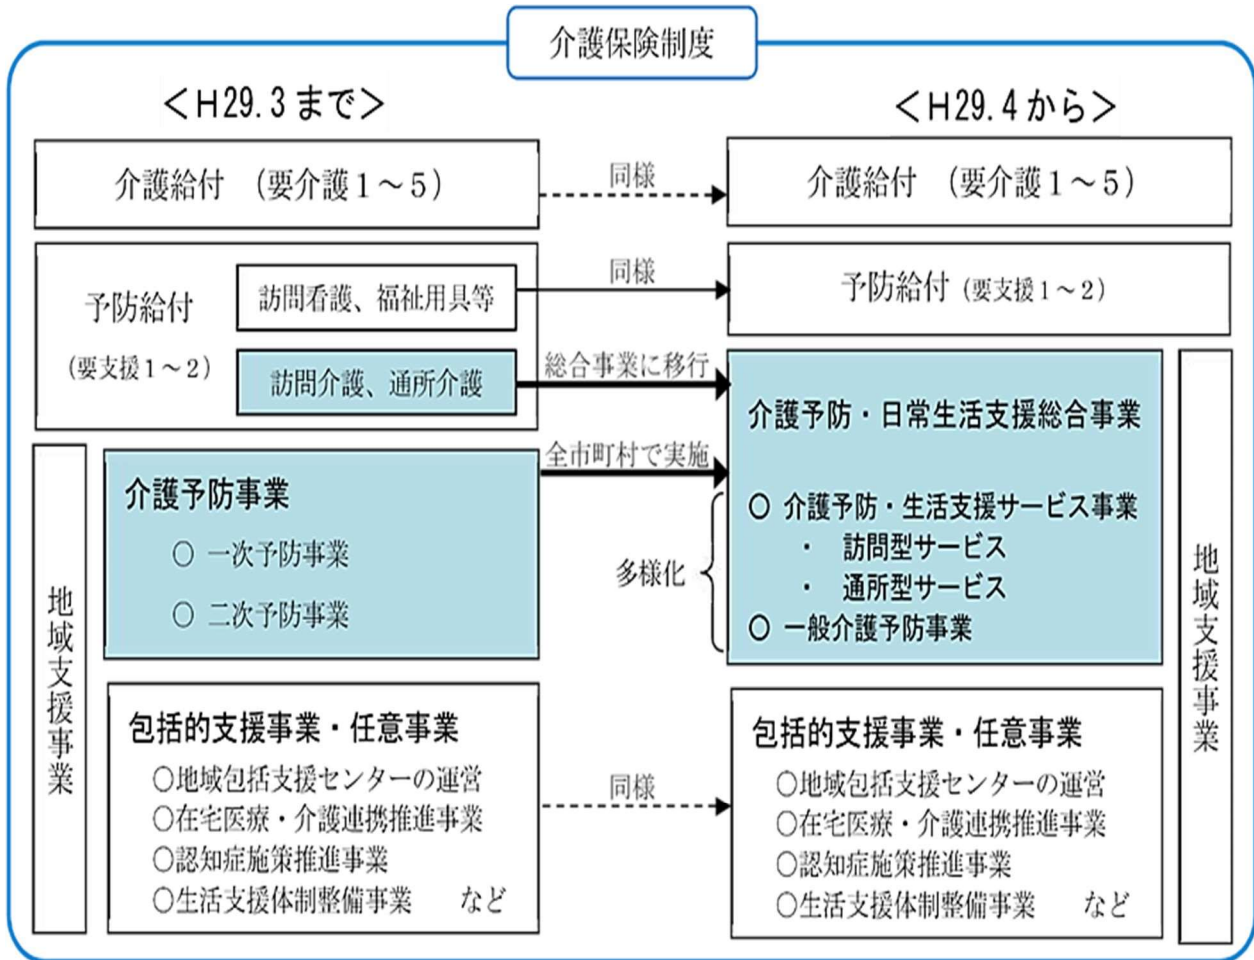 介護保険制度
＜H29.3まで＞
介護給付　(要介護1～5)
予防給付
(要支援1～2)
訪問看護、福祉用具等
訪問介護、通所介護
地域支援事業
介護予防事業
○ 一次予防事業
○ 二次予防事業
包括的支援事業・任意事業
○地域包括支援センターの運営
○在宅医療・介護連携推進事業
○認知症施策推進事業
○生活支援体制整備事業　など
同様
同様
総合事業に移行
全市町村で実施
多様化
同様
＜H29.4から＞
介護給付　(要介護1～5)
予防給付 (要支援1～2)
介護予防・日常生活支援総合事業
○ 介護予防・生活支援サービス事業
・ 訪問型サービス
・ 通所型サービス
○ 一般介護予防事業
包括的支援事業・任意事業
○地域包括支援センターの運営
○在宅医療・介護連携推進事業
○認知症施策推進事業
○生活支援体制整備事業　など
地域支援事業